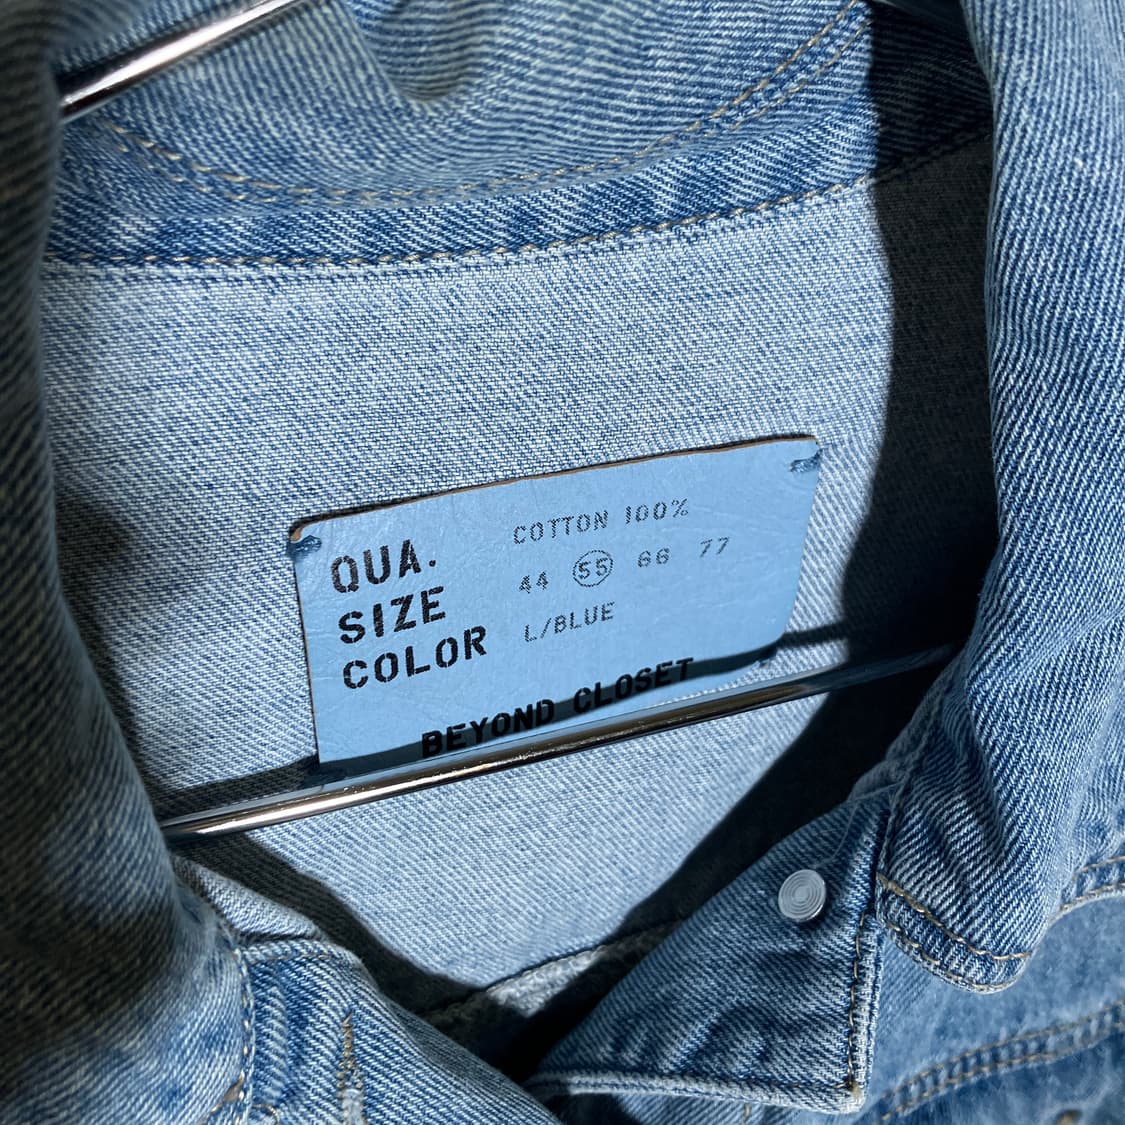 QUA. COTTON 100%
SIZE 44 55 66 77
COLOR L/BLUE
BEYOND CLOSET